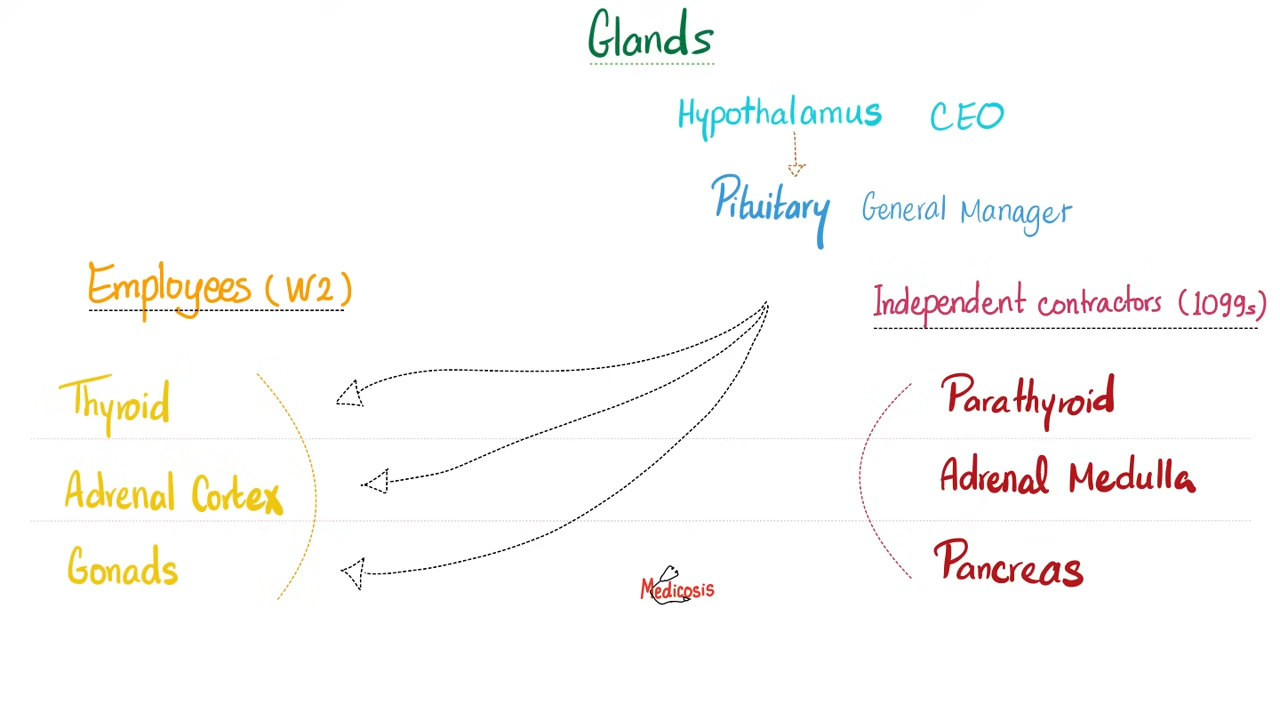 Glands
Hypothalamus CEO
Pituitary General Manager
Employees (W2)
Independent contractors (1099s)
Thyroid
Parathyroid
Adrenal Cortex
Adrenal Medulla
Gonads
Pancreas
Medicosis